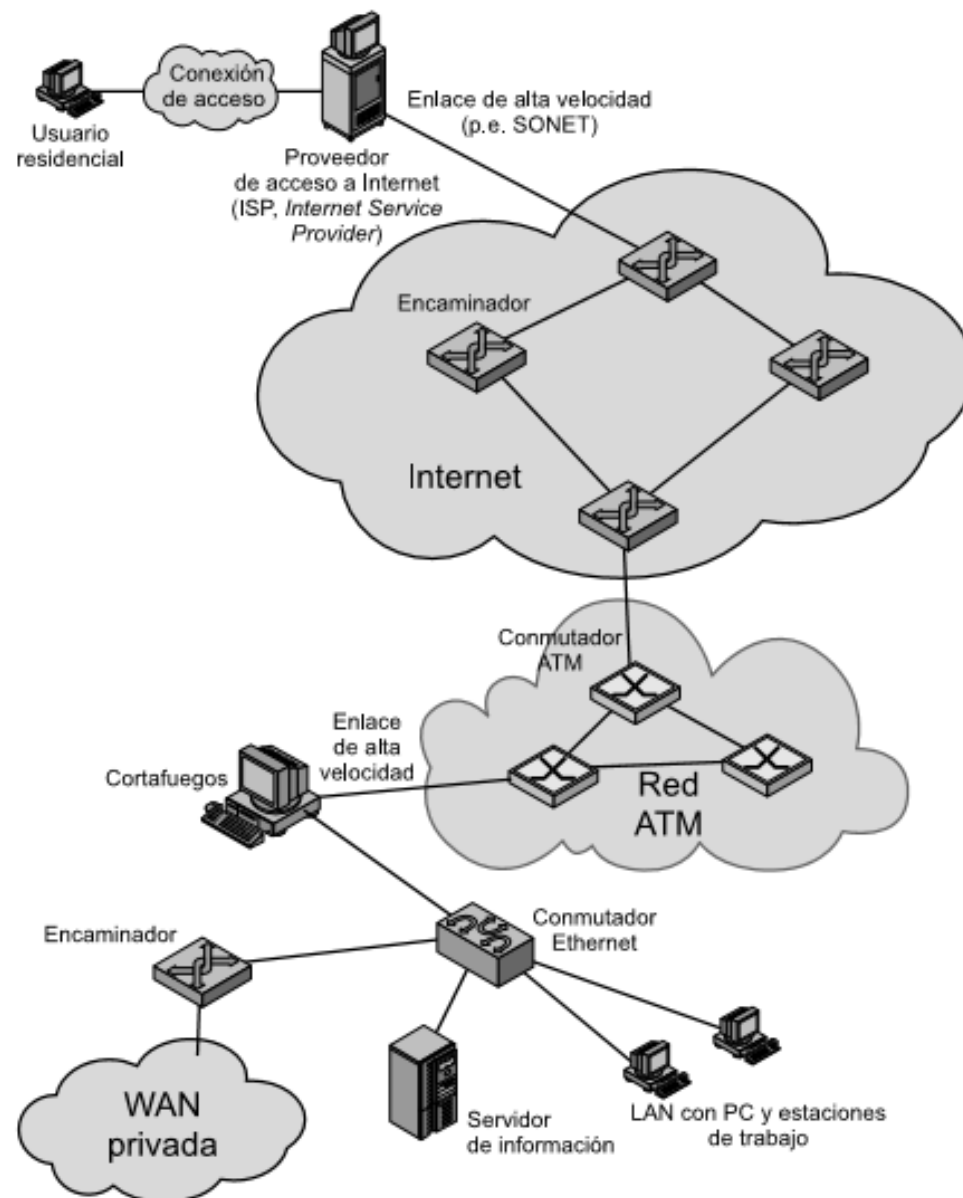 Conexión
de acceso
Usuario
residencial
Proveedor
de acceso a Internet
(ISP, Internet Service
Provider)
Enlace de alta velocidad
(p.e. SONET)
Encaminador
Internet
Conmutador
ATM
Enlace
de alta
velocidad
Cortafuegos
Red
ATM
Conmutador
Ethernet
Encaminador
WAN
privada
Servidor
de información
LAN con PC y estaciones
de trabajo